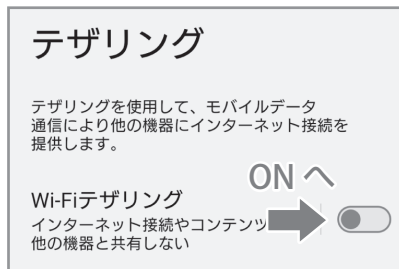 テザリング
テザリングを使用して、モバイルデータ
通信により他の機器にインターネット接続を
提供します。
ON へ
Wi-Fiテザリング
インターネット接続やコンテンツ
他の機器と共有しない